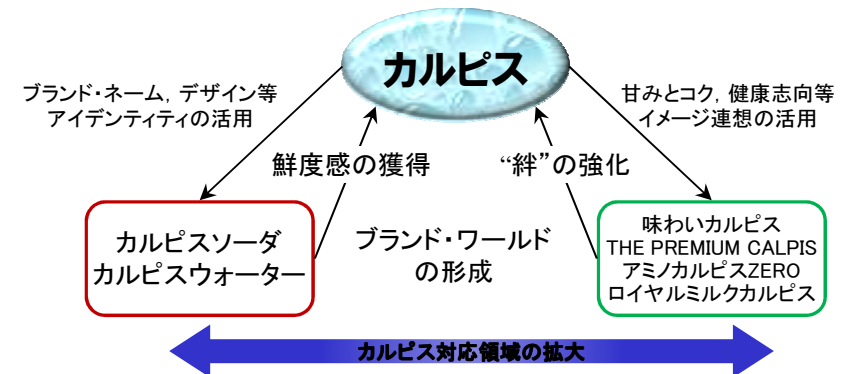 カルピス
ブランド・ネーム，デザイン等
アイデンティティの活用
甘みとコク，健康志向等
イメージ連想の活用
鮮度感の獲得
“絆”の強化
カルピスソーダ
カルピスウォーター
ブランド・ワールド
の形成
味わいカルピス
THE PREMIUM CALPIS
アミノカルピスZERO
ロイヤルミルクカルピス
カルピス対応領域の拡大